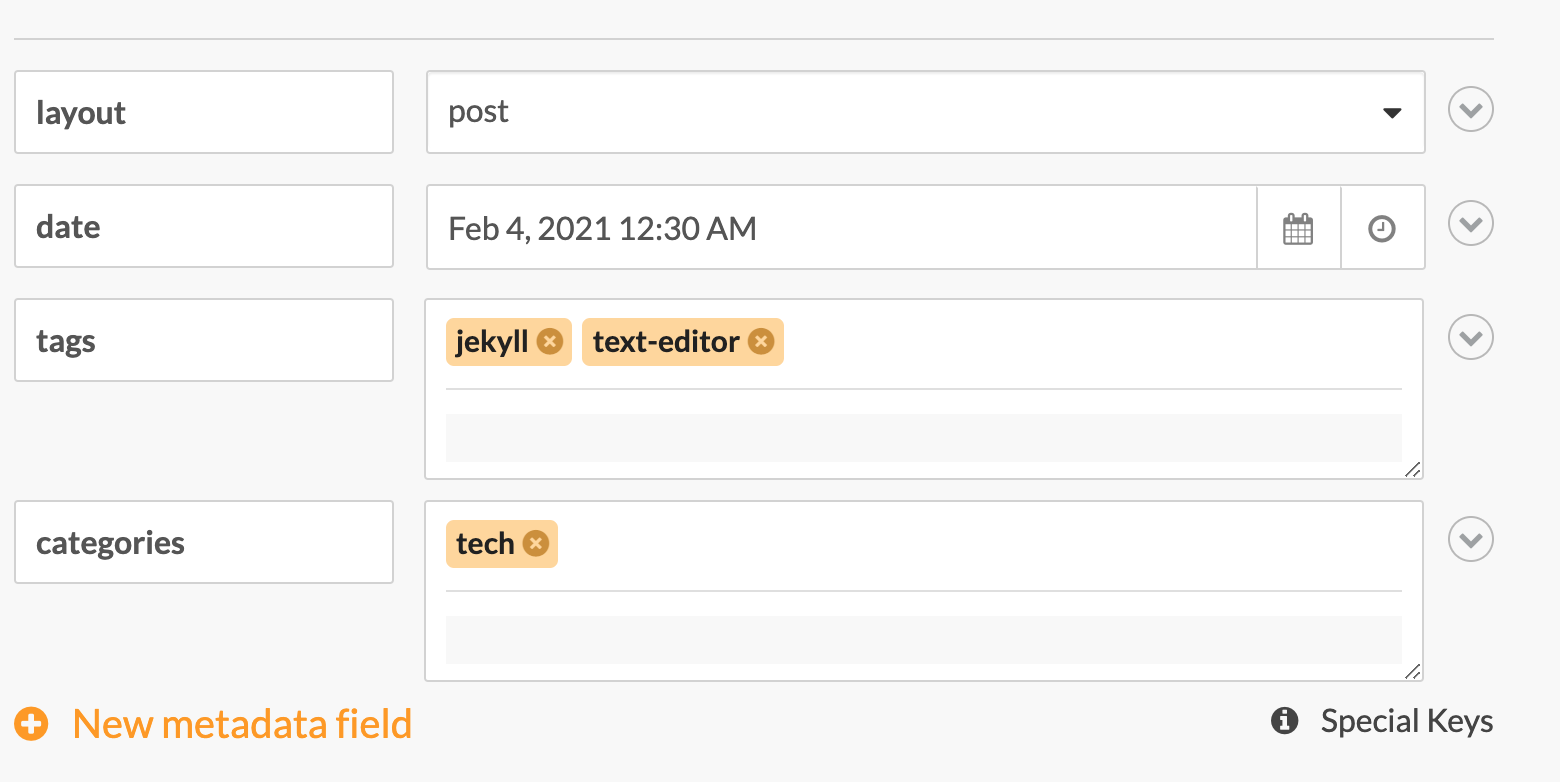 layout
post
date
Feb 4, 2021 12:30 AM
tags
jekyll text-editor
categories
tech
New metadata field
Special Keys